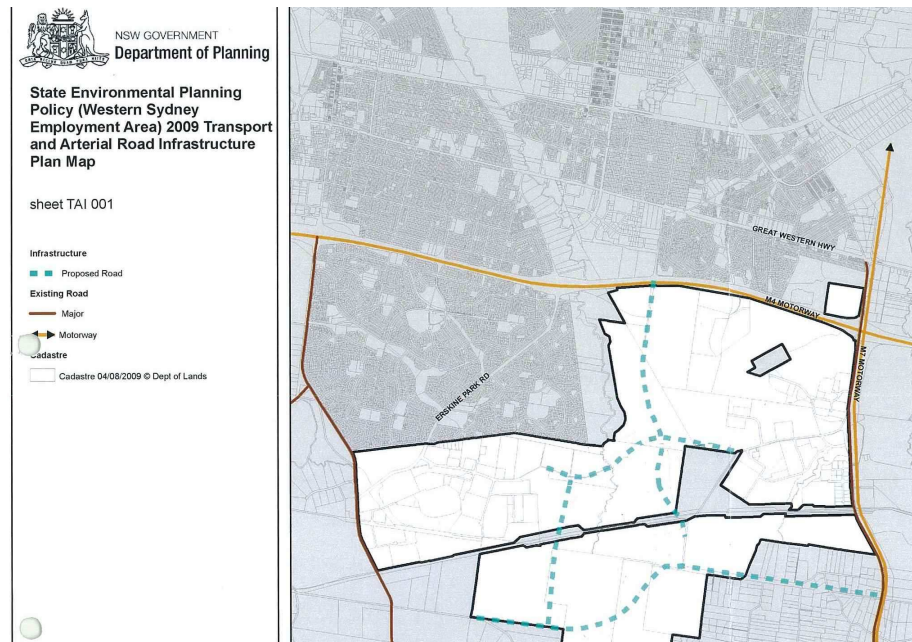 NSW GOVERNMENT
Department of Planning
State Environmental Planning
Policy (Western Sydney
Employment Area) 2009 Transport
and Arterial Road Infrastructure
Plan Map
sheet TAI 001
Infrastructure
Proposed Road
Existing Road
Major
Motorway
Cadastre
Cadastre 04/08/2009 © Dept of Lands
GREAT WESTERN HWY
M4 MOTORWAY
M7 MOTORWAY
ERSKINE PARK RD